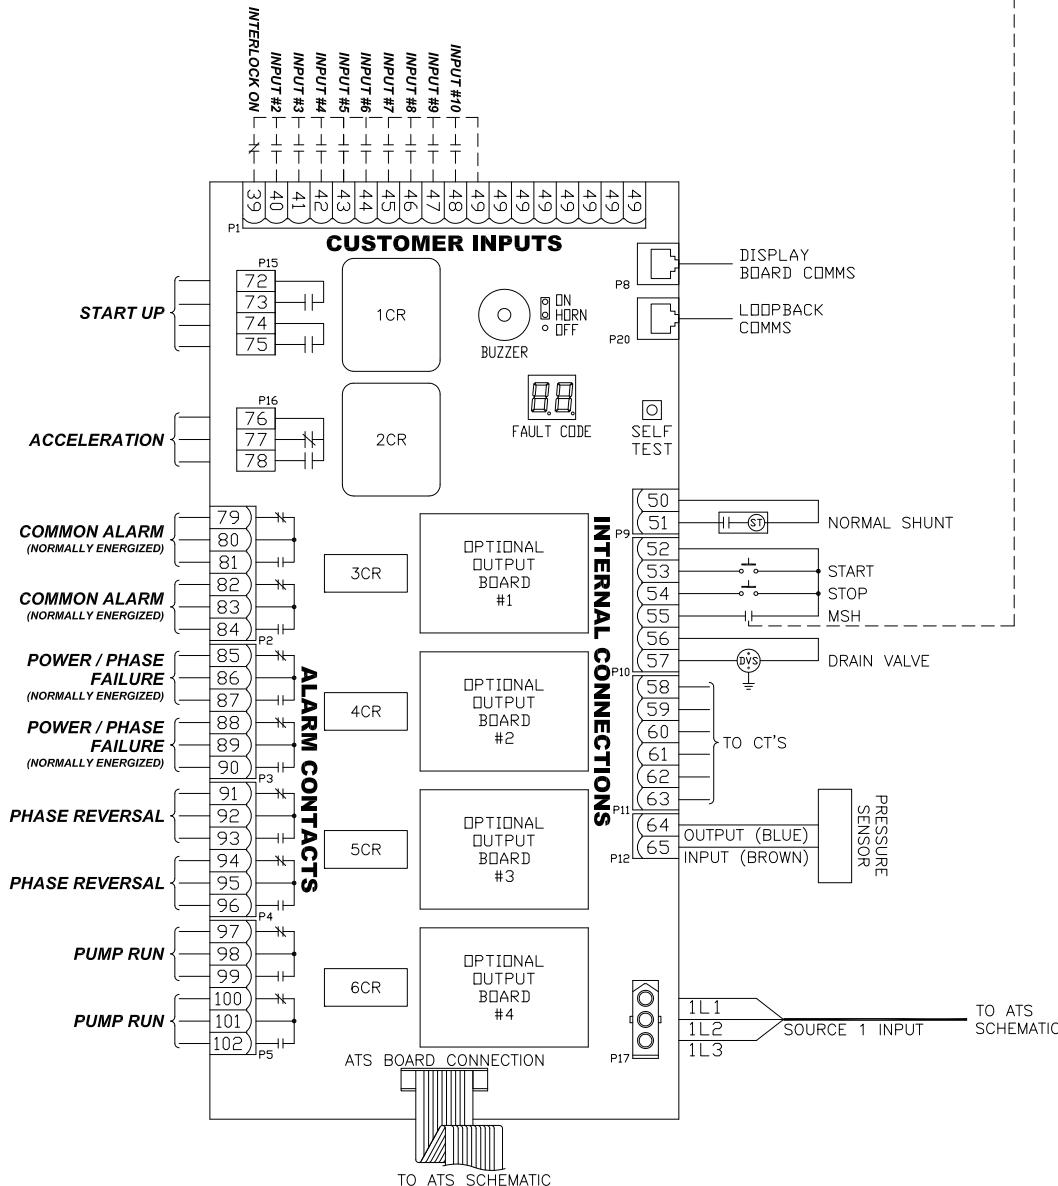 INTERLOCK ON
INPUT #2
INPUT #3
INPUT #4
INPUT #5
INPUT #6
INPUT #7
INPUT #8
INPUT #9
INPUT #10
39 40 41 42 43 44 45 46 47 48 49 49 49 49 49 49 49 49
P1
CUSTOMER INPUTS
START UP
P15
72
73
74
75
1CR
BUZZER
ON
HORN
OFF
P8
DISPLAY
BOARD COMMS
P20
LOOPBACK
COMMS
ACCELERATION
P16
76
77
78
2CR
FAULT CODE
SELF
TEST
COMMON ALARM
(NORMALLY ENERGIZED)
79
80
81
COMMON ALARM
(NORMALLY ENERGIZED)
82
83
84
P2
POWER / PHASE
FAILURE
(NORMALLY ENERGIZED)
85
86
87
POWER / PHASE
FAILURE
(NORMALLY ENERGIZED)
88
89
90
P3
PHASE REVERSAL
91
92
93
PHASE REVERSAL
94
95
96
P4
PUMP RUN
97
98
99
PUMP RUN
100
101
102
P5
ALARM CONTACTS
3CR
4CR
5CR
6CR
OPTIONAL
OUTPUT
BOARD
#1
OPTIONAL
OUTPUT
BOARD
#2
OPTIONAL
OUTPUT
BOARD
#3
OPTIONAL
OUTPUT
BOARD
#4
INTERNAL CONNECTIONS
50
51
P9
ST
NORMAL SHUNT
52
53
START
54
STOP
55
MSH
56
57
P10
DVS
DRAIN VALVE
58
59
60
61
62
63
P11
TO CT'S
64
65
P12
OUTPUT (BLUE)
INPUT (BROWN)
PRESSURE
SENSOR
P17
1L1
1L2
1L3
SOURCE 1 INPUT
TO ATS
SCHEMATIC
ATS BOARD CONNECTION
TO ATS SCHEMATIC